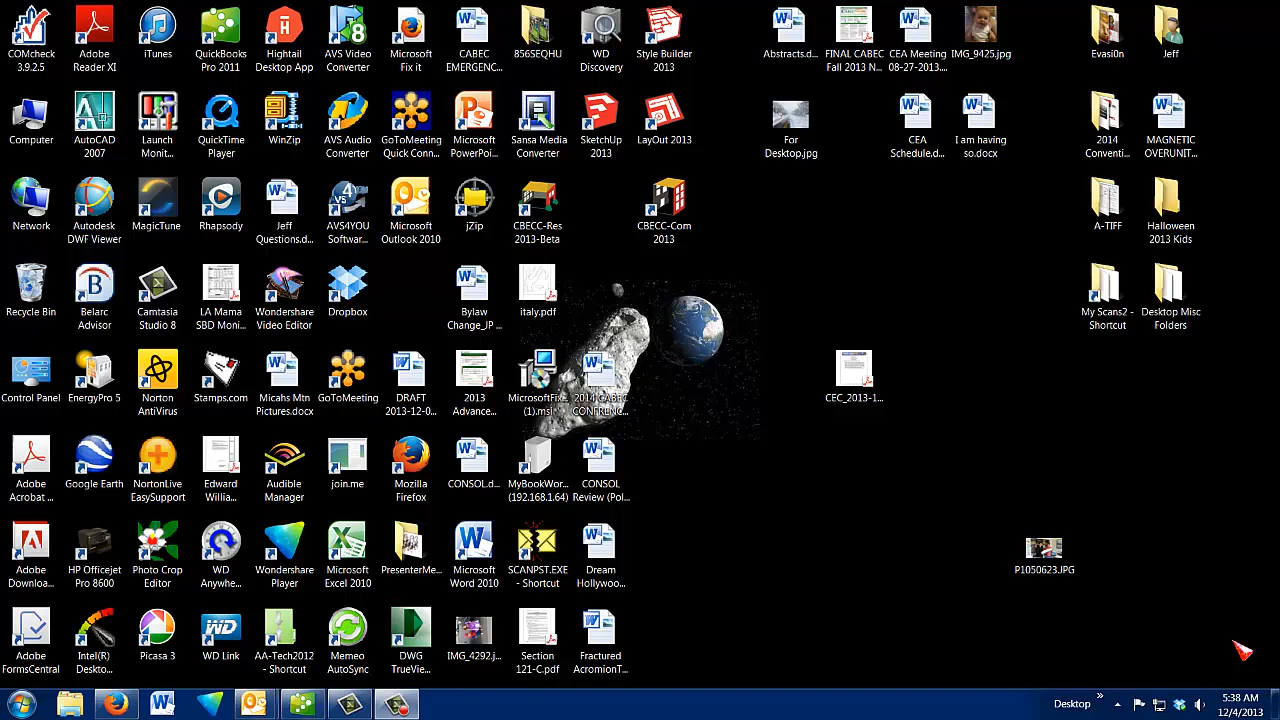 COMcheck
3.9.2.5
Adobe
Reader XI
iTunes
QuickBooks
Pro 2011
Hightail
Desktop App
AVS Video
Converter
Microsoft
Fix it
CABEC
EMERGENC...
856SEQHU
WD
Discovery
Style Builder
2013
Abstracts.d...
FINAL CABEC
Fall 2013 N...
CEA Meeting
08-27-2013...
IMG_9425.jpg
Evasi0n
Jeff
Computer
AutoCAD
2007
Launch
Monit...
QuickTime
Player
WinZip
AVS Audio
Converter
GoToMeeting
Quick Conn...
Microsoft
PowerPoi...
Sansa Media
Converter
SketchUp
2013
LayOut 2013
For
Desktop.jpg
CEA
Schedule.d...
I am having
so.docx
2014
Conventi...
MAGNETIC
OVERUNIT...
Network
Autodesk
DWF Viewer
MagicTune
Rhapsody
Jeff
Questions.d...
AVS4YOU
Softwar...
Microsoft
Outlook 2010
jZip
CBECC-Res
2013-Beta
CBECC-Com
2013
A-TIFF
Halloween
2013 (Kids
Recycle Bin
Belarc
Advisor
Camtasia
Studio 8
LA Mama
SBD Moni...
Wondershare
Video Editor
Dropbox
Bylaw
Change_JP ...
italy.pdf
My Scans2 -
Shortcut
Desktop Misc
Folders
Control Panel
EnergyPro 5
Norton
AntiVirus
Stamps.com
Micahs Mtn
Pictures.docx
GoToMeeting
DRAFT
2013-12-0...
2013
Advance...
MicrosoftFix...
(1).msi
2014 CABEC
CONFRENC...
CEC_2013-1...
Adobe
Acrobat ...
Google Earth
NortonLive
EasySupport
Edward
Willia...
Audible
Manager
join.me
Mozilla
Firefox
CONSOL.d...
MyBookWor...
(192.168.1.64)
CONSOL
Review (Pol...
Adobe
Downloa...
HP Officejet
Pro 8600
Photo Crop
Editor
WD
Anywhe...
Wondershare
Player
Microsoft
Excel 2010
PresenterMe...
Microsoft
Word 2010
SCANPST.EXE
- Shortcut
Dream
Hollywoo...
P1050623.JPG
Adobe
FormsCentral
Intel(R)
Deskto...
Picasa 3
WD Link
AA-Tech2012
- Shortcut
Memeo
AutoSync
DWG
TrueVie...
IMG_4292.j...
Section
121-C.pdf
Fractured
AcromionT...
Desktop
5:38 AM
12/4/2013